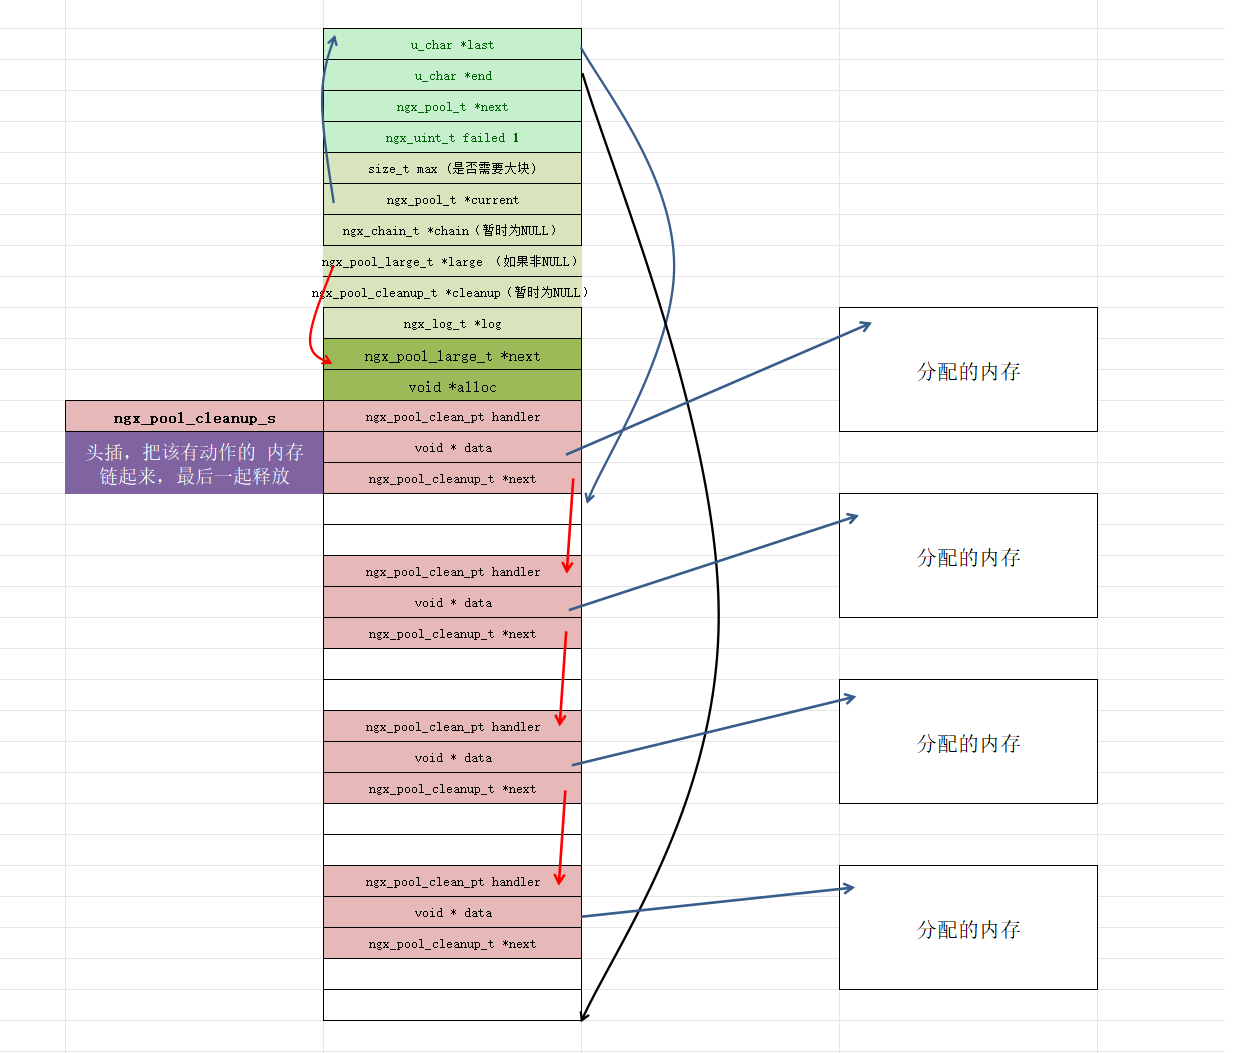 u_char *last
u_char *end
ngx_pool_t *next
ngx_uint_t failed 1
size_t max（是否需要大块）
ngx_pool_t *current
ngx_chain_t *chain（暂时为NULL）
ngx_pool_large_t *large （如果非NULL）
ngx_pool_cleanup_t *cleanup（暂时为NULL）
ngx_log_t *log
ngx_pool_large_t *next
void *alloc
ngx_pool_cleanup_s
ngx_pool_clean_pt handler
头插，把该有动作的 内存
链起来，最后一起释放
void * data
ngx_pool_cleanup_t *next
分配的内存
ngx_pool_clean_pt handler
void * data
ngx_pool_cleanup_t *next
分配的内存
ngx_pool_clean_pt handler
void * data
ngx_pool_cleanup_t *next
分配的内存
ngx_pool_clean_pt handler
void * data
ngx_pool_cleanup_t *next
分配的内存